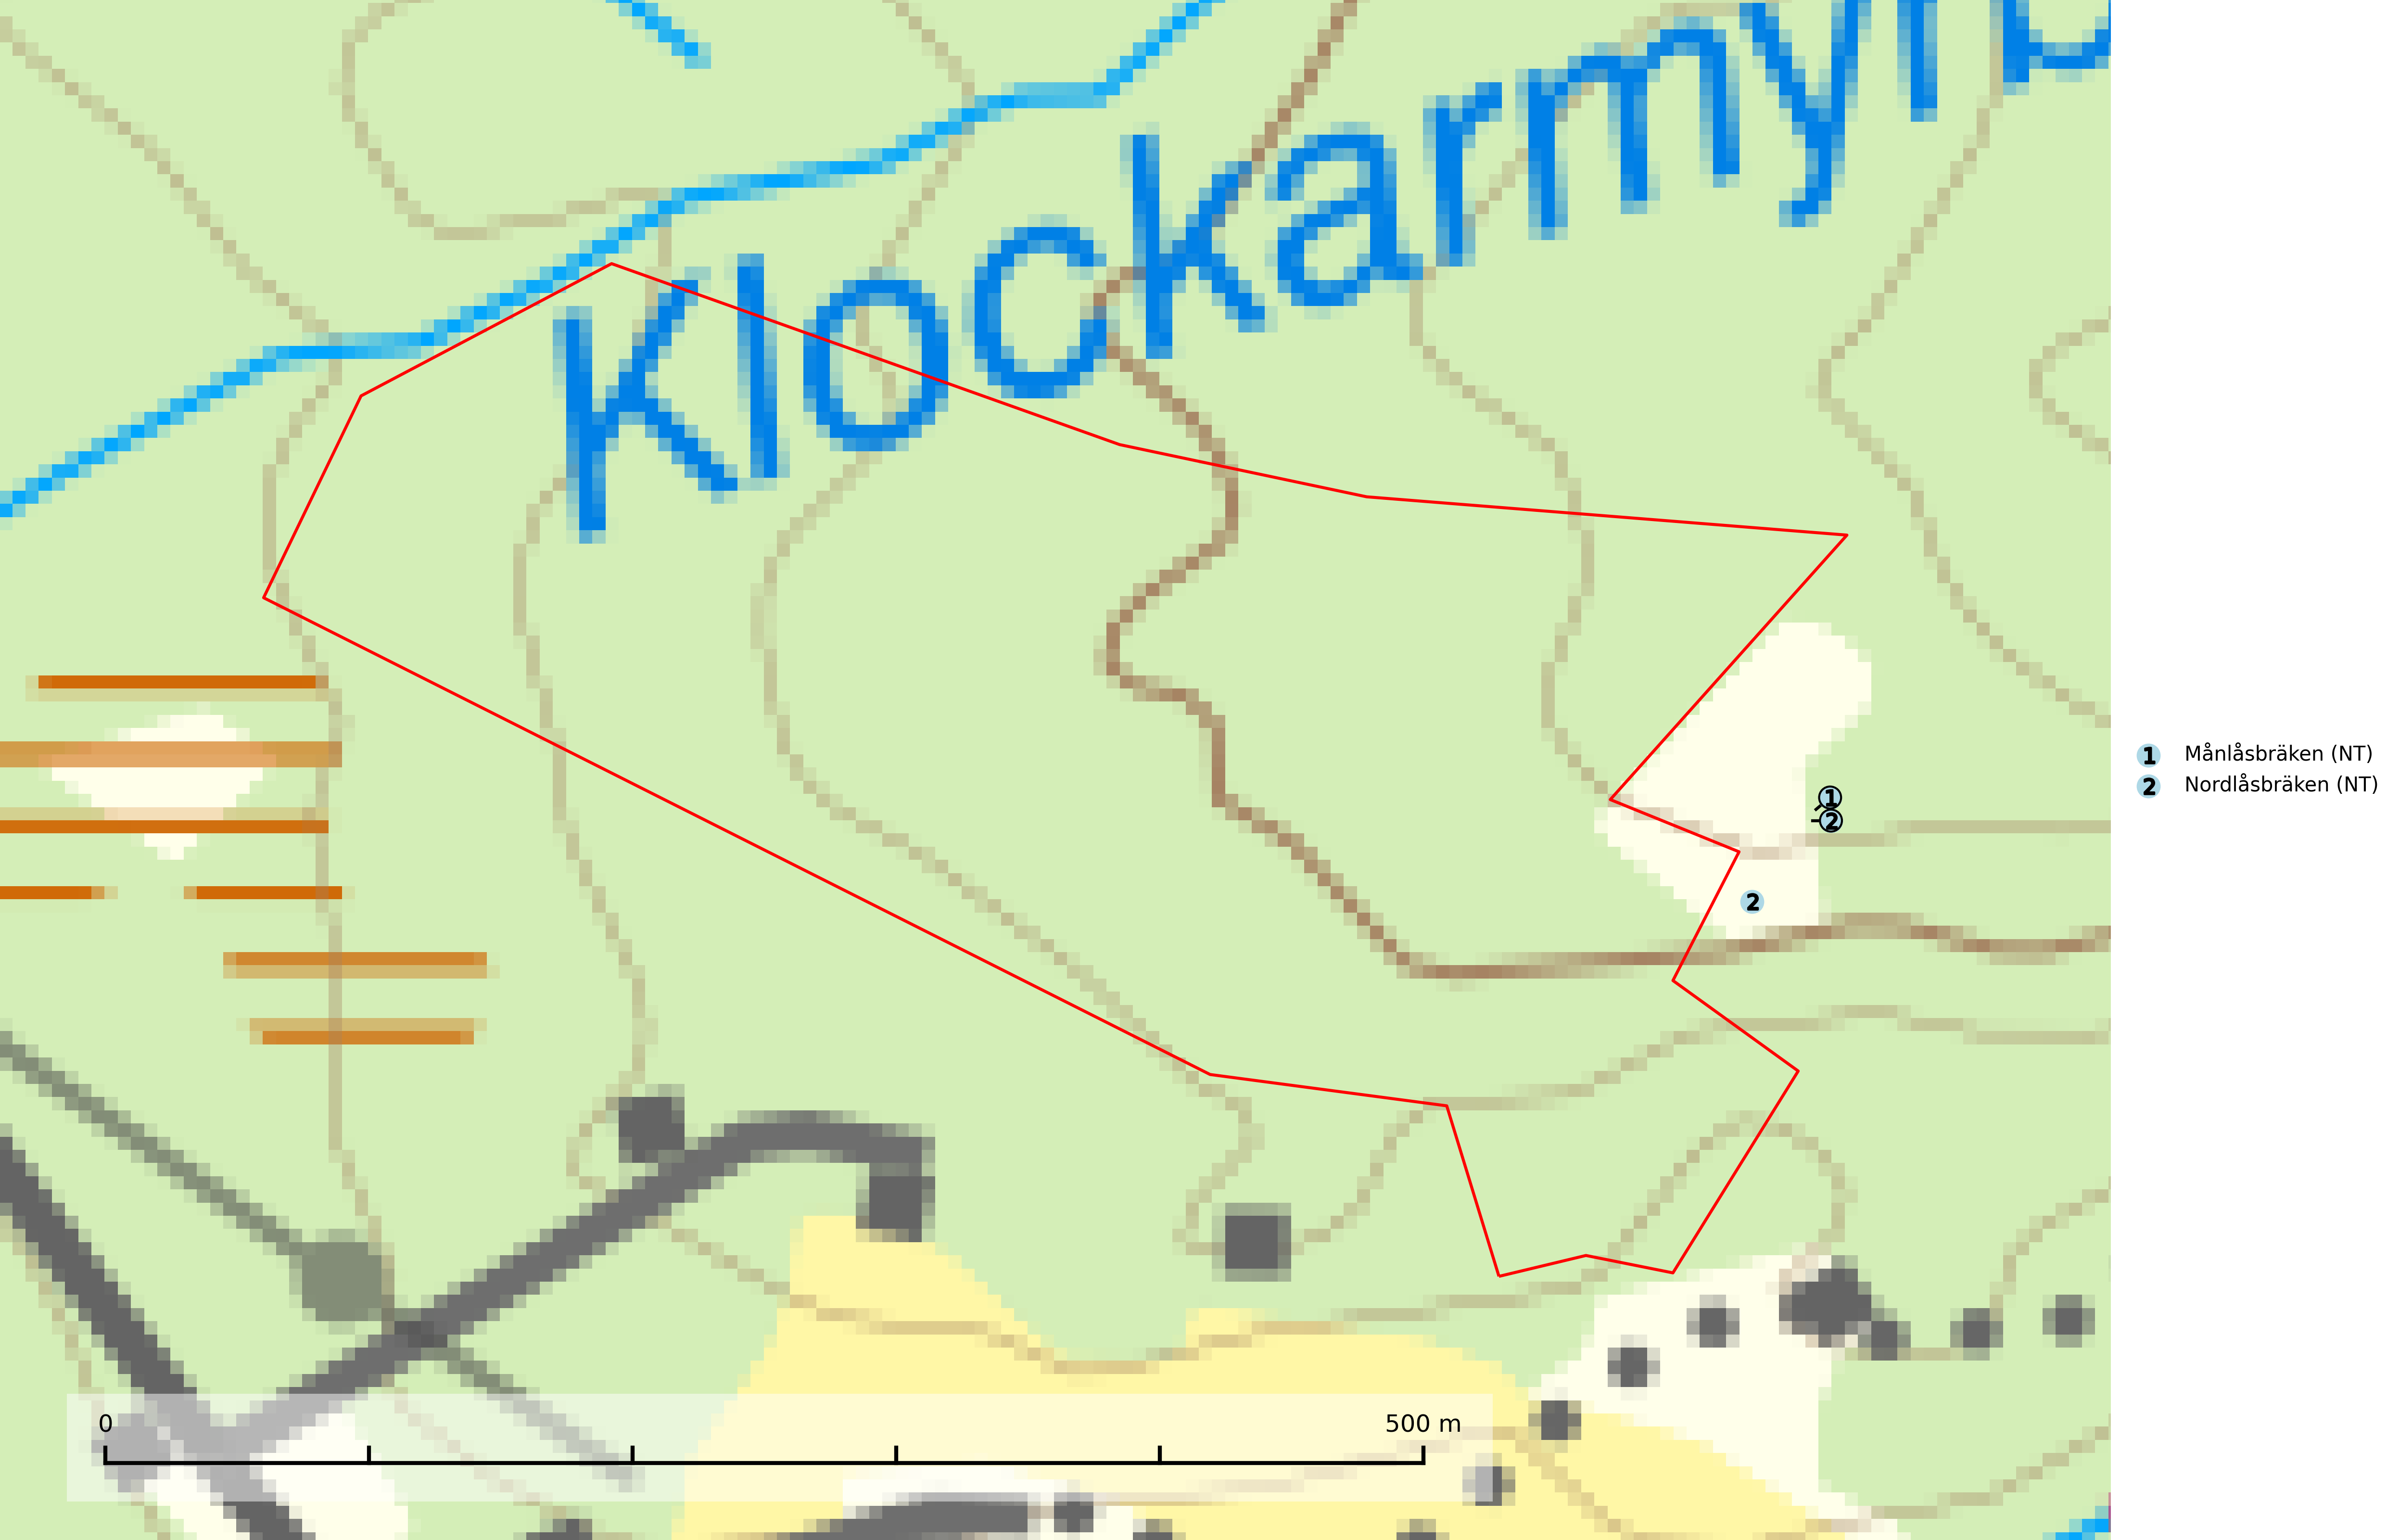 Klockarmyr
1
2
2
1 Månlåsbräken (NT)
2 Nordlåsbräken (NT)
0 500 m